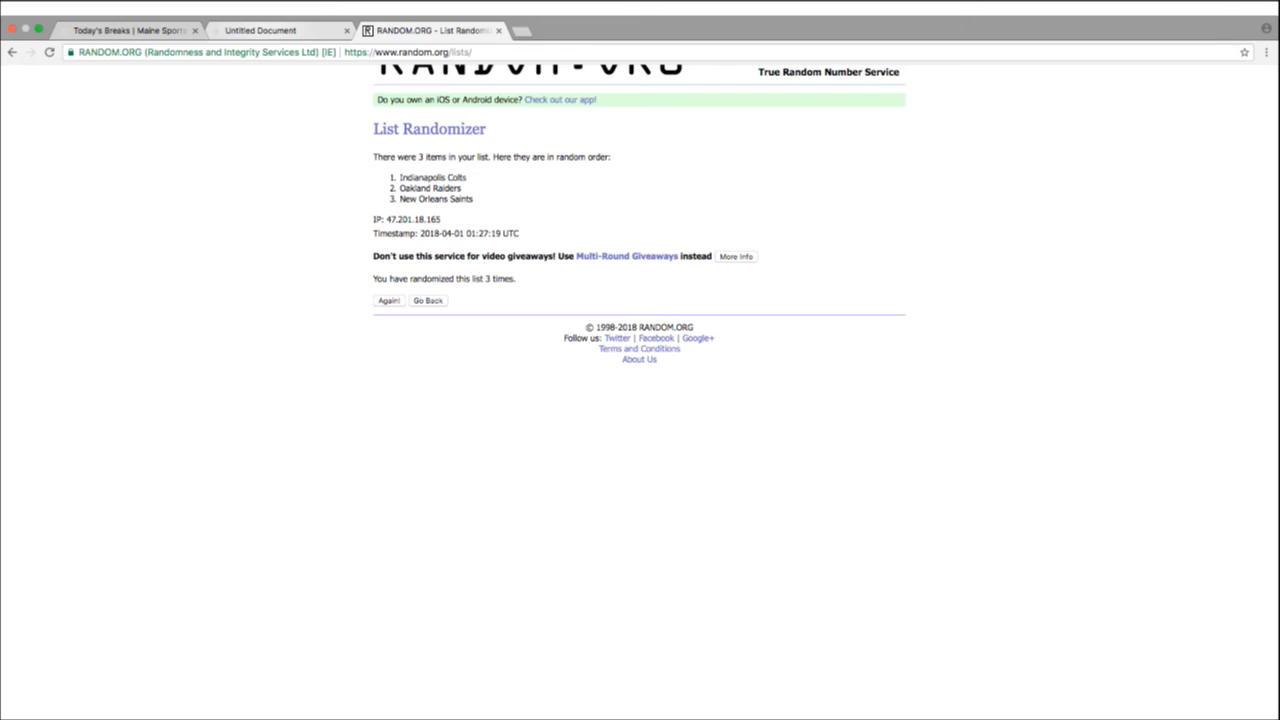 Today's Breaks | Maine Sports
Untitled Document
RANDOM.ORG - List Randomi
RANDOM.ORG (Randomness and Integrity Services Ltd) [IE] | https://www.random.org/lists/
RANDOM.ORG
True Random Number Service
Do you own an iOS or Android device? Check out our app!
List Randomizer
There were 3 items in your list. Here they are in random order:
1. Indianapolis Colts
2. Oakland Raiders
3. New Orleans Saints
IP: 47.201.18.165
Timestamp: 2018-04-01 01:27:19 UTC
Don't use this service for video giveaways! Use Multi-Round Giveaways instead More Info
You have randomized this list 3 times.
Again! Go Back
© 1998-2018 RANDOM.ORG
Follow us: Twitter | Facebook | Google+
Terms and Conditions
About Us